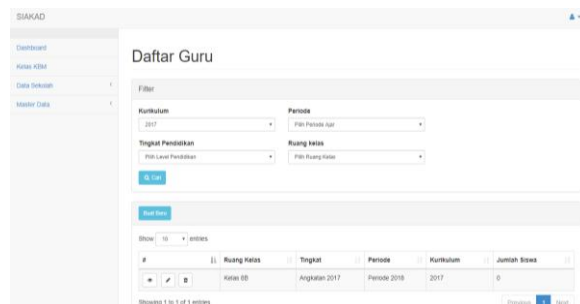 SIAKAD
Dashboard
Kelas KBM
Data Sekolah
Master Data
Daftar Guru
Filter
Kurikulum Periode
2017 Pilih Periode Ajar
Tingkat Pendidikan Ruang kelas
Pilih Level Pendidikan Pilih Ruang Kelas
Cari
Buat Baru
Show 10 entries
# Ruang Kelas Tingkat Periode Kurikulum Jumlah Siswa
Kelas 8B Angkatan 2017 Periode 2018 2017 0
Showing 1 to 1 of 1 entries Previous 1 Next